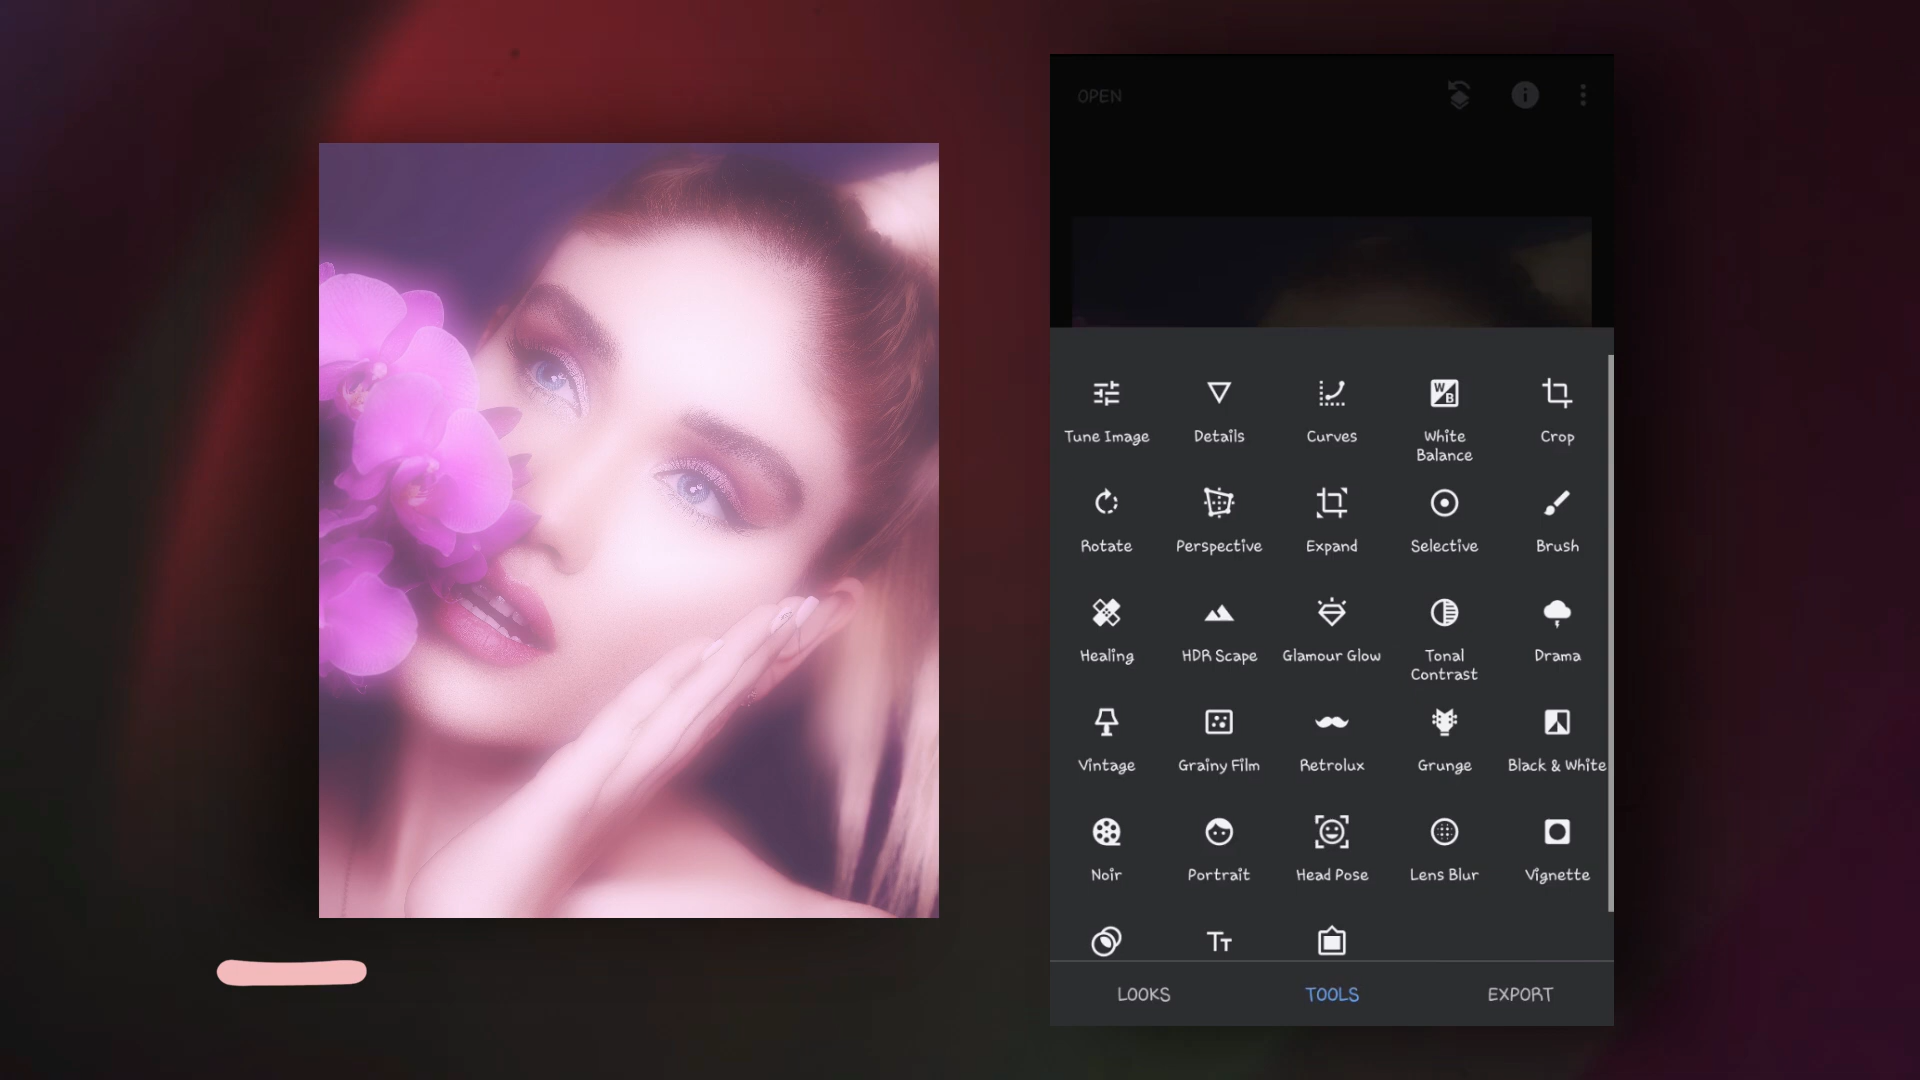 OPEN
Tune Image
Details
Curves
White
Balance
Crop
Rotate
Perspective
Expand
Selective
Brush
Healing
HDR Scape
Glamour Glow
Tonal
Contrast
Drama
Vintage
Grainy Film
Retrolux
Grunge
Black & White
Noir
Portrait
Head Pose
Lens Blur
Vignette
LOOKS
TOOLS
EXPORT